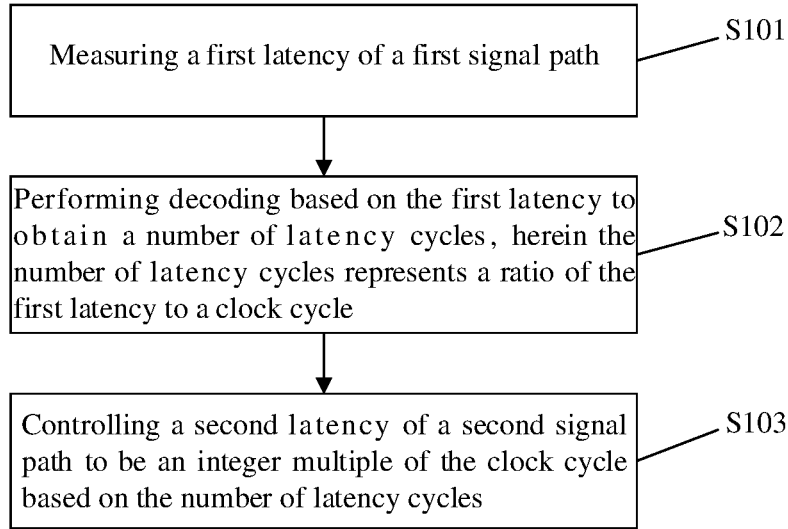 Measuring a first latency of a first signal path
S101
Performing decoding based on the first latency to
obtain a number of latency cycles, herein the
number of latency cycles represents a ratio of the
first latency to a clock cycle
S102
Controlling a second latency of a second signal
path to be an integer multiple of the clock cycle
based on the number of latency cycles
S103